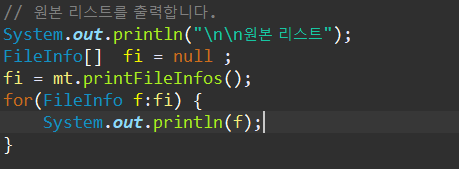 // 원본 리스트를 출력합니다.
System.out.println("\n\n원본 리스트");
FileInfo[]  fi = null ;
fi = mt.printFileInfos();
for(FileInfo f:fi) {
    System.out.println(f);
}